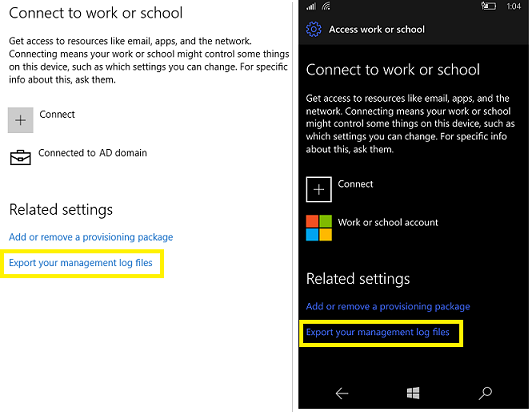 Connect to work or school
Get access to resources like email, apps, and the network.
Connecting means your work or school might control some things
on this device, such as which settings you can change. For specific
info about this, ask them.
Connect
Connected to AD domain
Related settings
Add or remove a provisioning package
Export your management log files
1:04
Access work or school
Connect to work or school
Get access to resources like email, apps, and the
network. Connecting means your work or school
might control some things on this device, such as
which settings you can change. For specific info
about this, ask them.
Connect
Work or school account
Related settings
Add or remove a provisioning package
Export your management log files